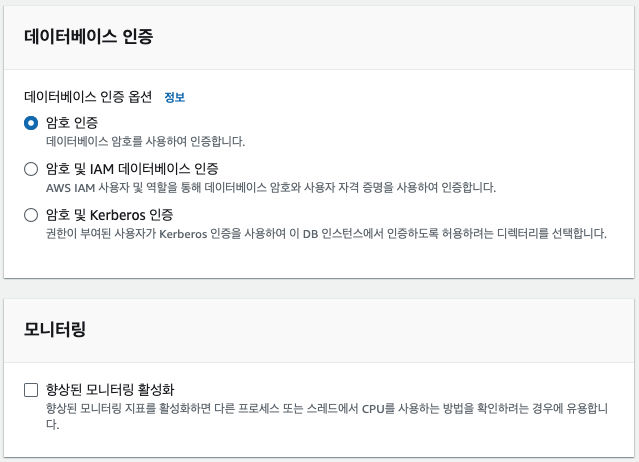 데이터베이스 인증
데이터베이스 인증 옵션 정보
암호 인증
데이터베이스 암호를 사용하여 인증합니다.
암호 및 IAM 데이터베이스 인증
AWS IAM 사용자 및 역할을 통해 데이터베이스 암호와 사용자 자격 증명을 사용하여 인증합니다.
암호 및 Kerberos 인증
권한이 부여된 사용자가 Kerberos 인증을 사용하여 이 DB 인스턴스에서 인증하도록 허용하려는 디렉터리를 선택합니다.
모니터링
향상된 모니터링 활성화
향상된 모니터링 지표를 활성화하면 다른 프로세스 또는 스레드에서 CPU를 사용하는 방법을 확인하려는 경우에 유용합니
다.